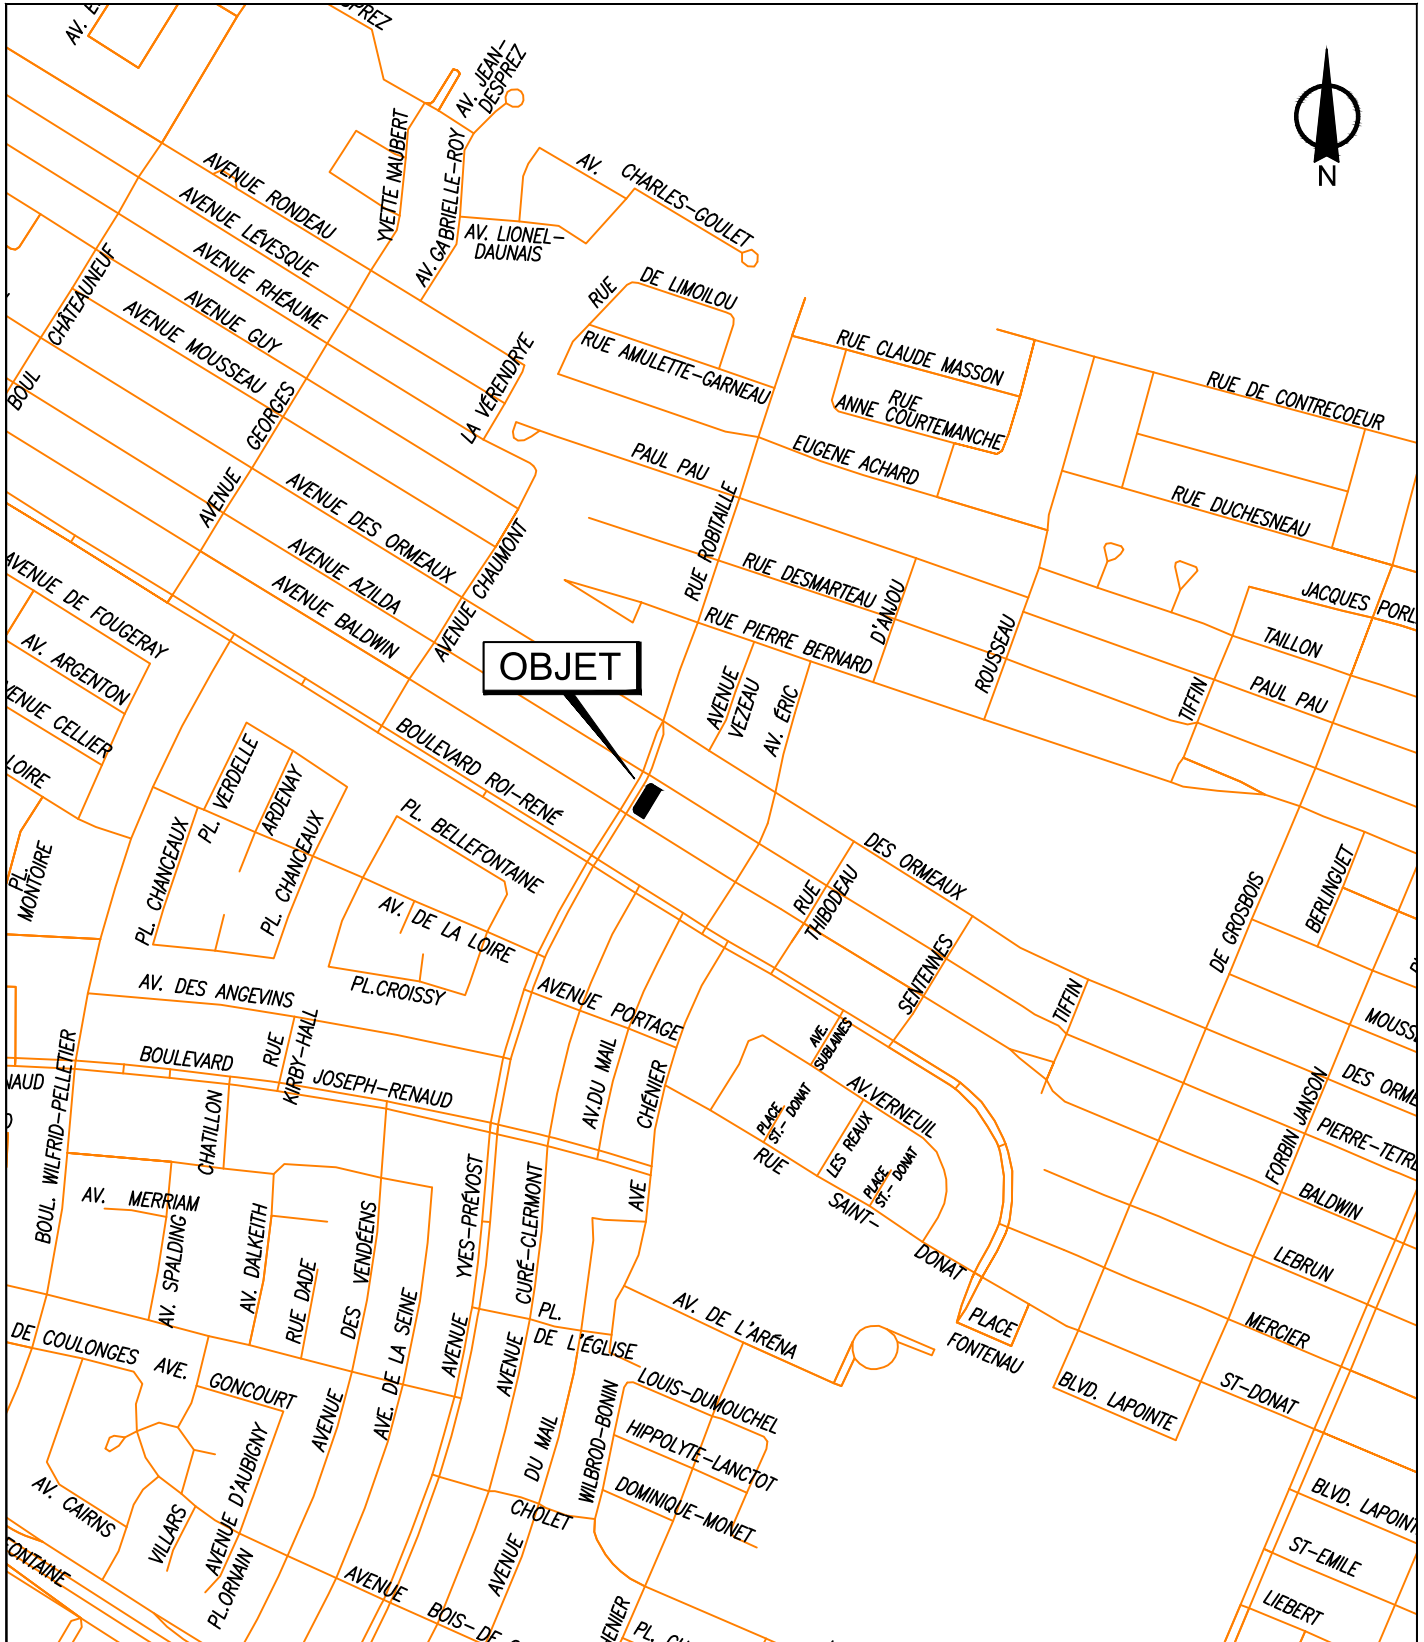 AV. JEAN-
DESPREZ
YVETTE NAUBERT
AV. GABRIELLE-ROY
AV. LIONEL-
DAUNAIS
AV. CHARLES-GOULET
N
AVENUE RONDEAU
AVENUE LÉVESQUE
AVENUE RHÉAUME
AVENUE GUY
AVENUE MOUSSEAU
BOUL CHÂTEAUNEUF
AVENUE GEORGES
LA VÉRENDRYE
RUE DE LIMOILOU
RUE AMULETTE-GARNEAU
RUE CLAUDE MASSON
RUE
ANNE COURTEMANCHE
RUE DE CONTRECOEUR
EUGENE ACHARD
PAUL PAU
RUE DUCHESNEAU
RUE ROBITAILLE
AVENUE DES ORMEAUX
AVENUE AZILDA
AVENUE BALDWIN
AVENUE CHAUMONT
RUE DESMARTEAU
D'ANJOU
RUE PIERRE BERNARD
ROUSSEAU
JACQUES PORL
TAILLON
PAUL PAU
TIFFIN
AVENUE DE FOUGERAY
AV. ARGENTON
VENUE CELLIER
LOIRE
OBJET
AVENUE
VEZEAU
AV. ÉRIC
BOULEVARD ROI-RENÉ
PL. VERDELLE
ARDENAY
PL. CHANCEAUX
PL. CHANCEAUX
PL. BELLEFONTAINE
PL.
MONTOIRE
AV. DE LA LOIRE
PL.CROISSY
DES ORMEAUX
RUE
THIBODEAU
SENTENNES
TIFFIN
DE GROSBOIS
BERLINGUET
AV. DES ANGEVINS
AVENUE PORTAGE
BOULEVARD JOSEPH-RENAUD
RUE
KIRBY-HALL
NAUD
AV.DU MAIL
AVE CHÉNIER
AVE.
SUBLAINES
AV.VERNEUIL
PLACE
ST.- DONAT
LES REAUX
PLACE
ST.- DONAT
RUE SAINT-DONAT
MOUSS
DES ORME
PIERRE-TETRE
FORBIN JANSON
BALDWIN
LEBRUN
MERCIER
ST-DONAT
BOUL. WILFRID-PELLETIER
CHATILLON
AV. MERRIAM
AV. SPALDING
AV. DALKEITH
RUE DADE
AVENUE DES VENDÉENS
AVE. DE LA SEINE
AVENUE YVES-PRÉVOST
AVENUE CURÉ-CLERMONT
PL.
DE L'ÉGLISE
AV. DE L'ARÉNA
PLACE
FONTENAU
BLVD. LAPOINTE
DE COULONGES
AVE. GONCOURT
LOUIS-DUMOUCHEL
HIPPOLYTE-LANCTOT
DOMINIQUE-MONET
WILBROD-BONIN
AVENUE DU MAIL
CHOLET
AV. CAIRNS
VILLARS
AVENUE D'AUBIGNY
PL.ORNAIN
AVENUE BOIS-DE
BLVD. LAPOINT
ST-EMILE
LIEBERT
ONTAINE
ÉNIER